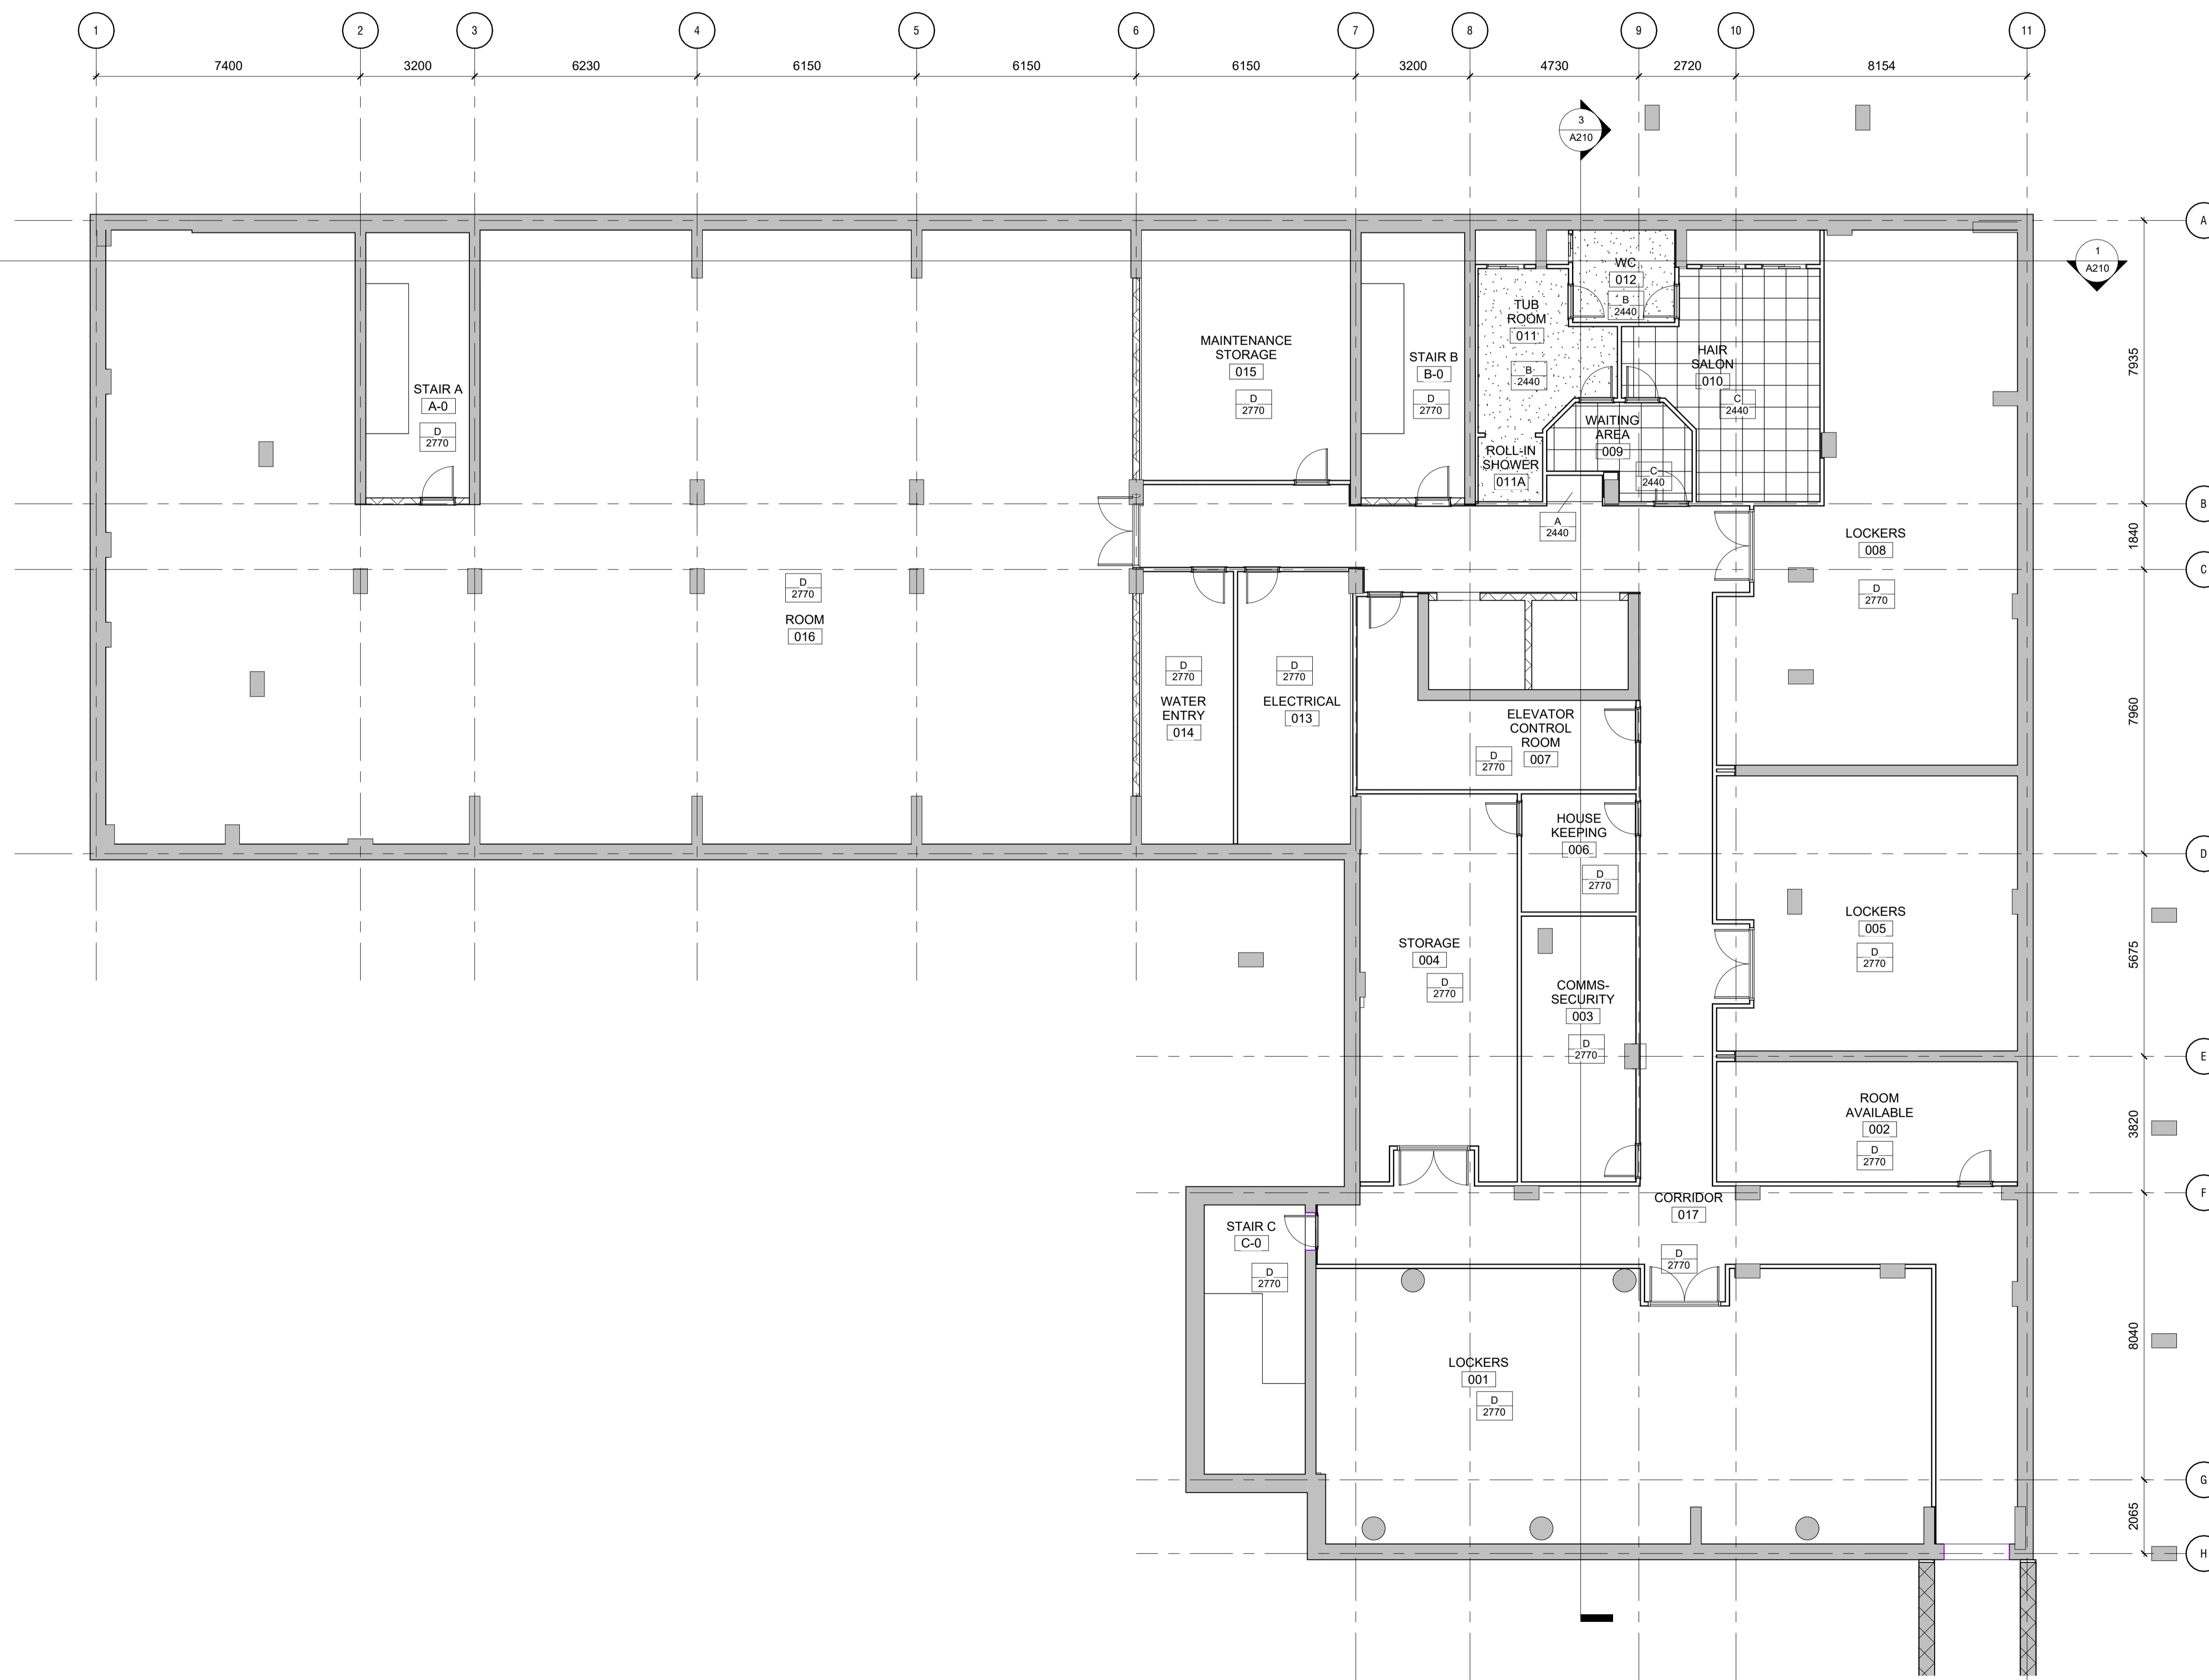 1 2 3 4 5 6 7 8 9 10 11
7400 3200 6230 6150 6150 6150 3200 4730 2720 8154
3
A210
A
1
A210
WC
012
B
2440
TUB
ROOM
011
B
2440
MAINTENANCE
STORAGE
015
D
2770
STAIR B
B-0
D
2770
HAIR
SALON
010
C
2440
7935
STAIR A
A-0
D
2770
WAITING
AREA
009
C
2440
ROLL-IN
SHOWER
011A
A
2440
B
LOCKERS
008
D
2770
1840
C
D
2770
ROOM
016
D
2770
WATER
ENTRY
014
D
2770
ELECTRICAL
013
ELEVATOR
CONTROL
ROOM
007
D
2770
7960
HOUSE
KEEPING
006
D
2770
D
LOCKERS
005
D
2770
STORAGE
004
D
2770
5675
COMMS-
SECURITY
003
D
2770
E
ROOM
AVAILABLE
002
D
2770
3820
F
CORRIDOR
017
D
2770
STAIR C
C-0
D
2770
8040
LOCKERS
001
D
2770
G
2065
H